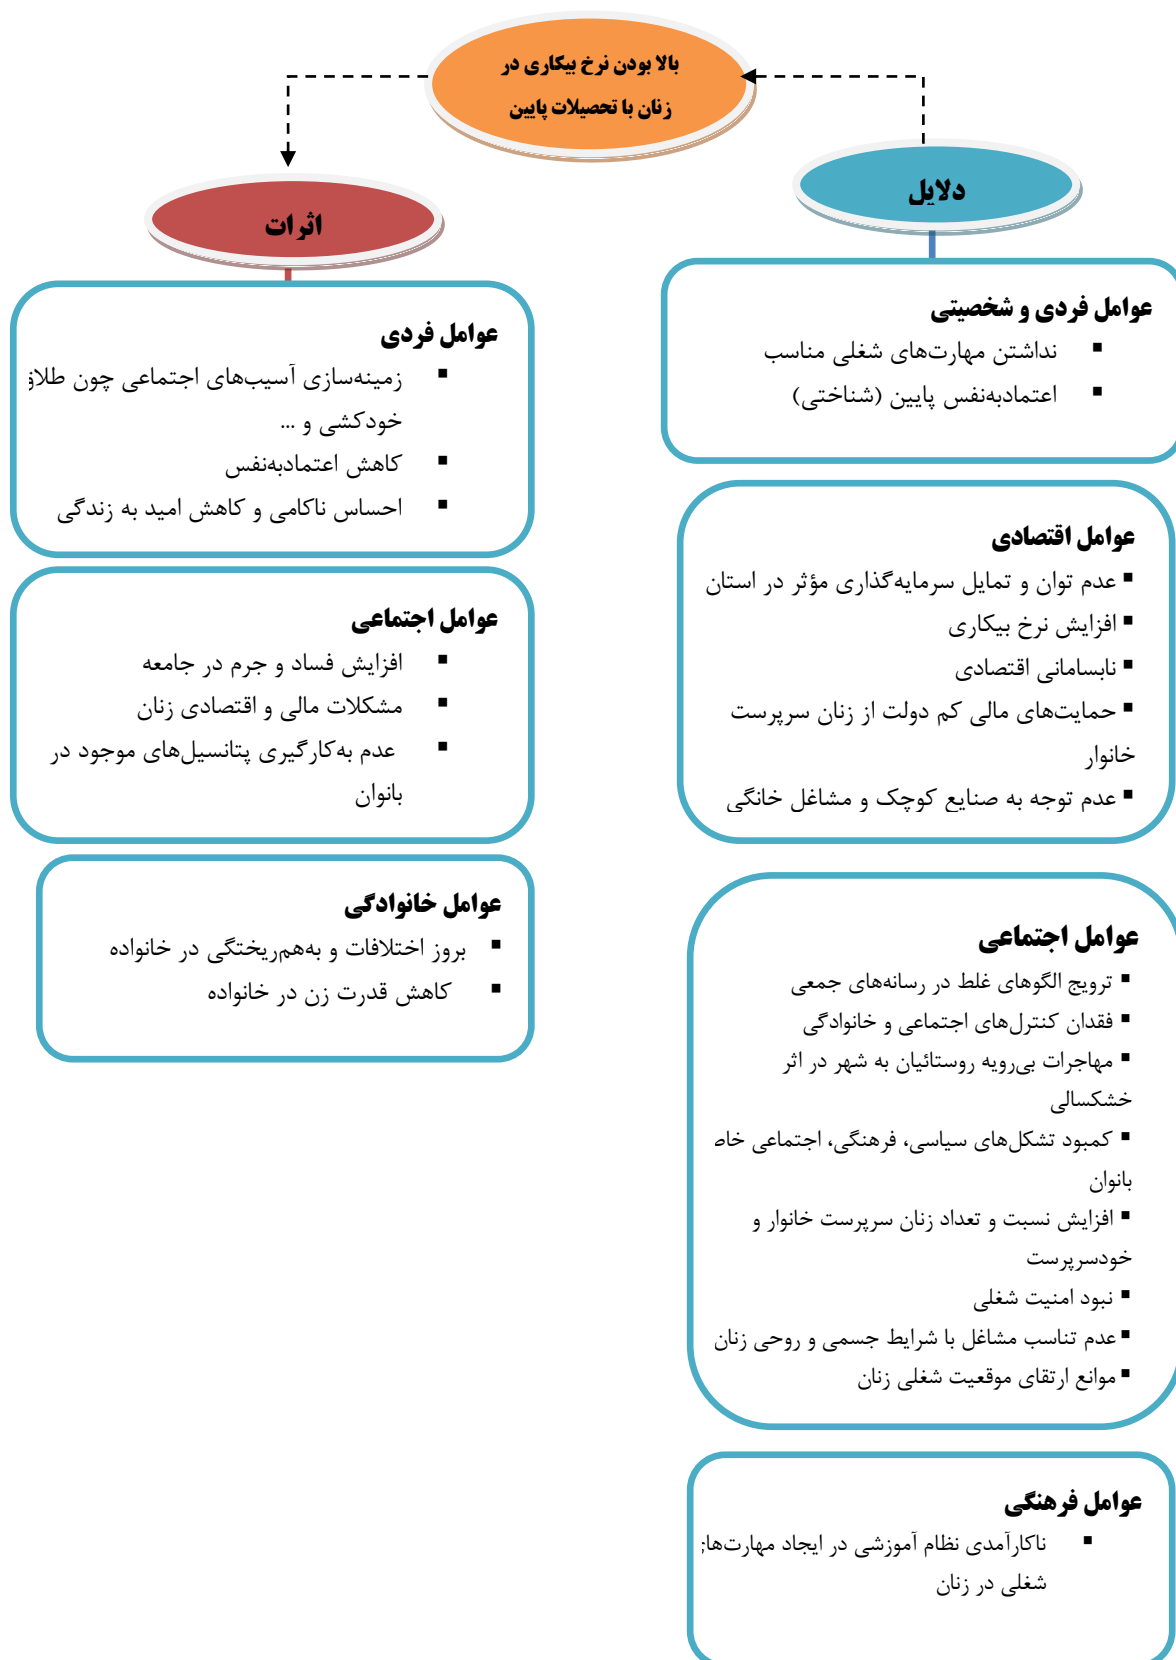 بالا بودن نرخ بیکاری در
زنان با تحصیلات پایین
دلایل
عوامل فردی و شخصیتی
▪ نداشتن مهارت‌های شغلی مناسب
▪ اعتمادبه‌نفس پایین (شناختی)
عوامل اقتصادی
▪ عدم توان و تمایل سرمایه‌گذاری مؤثر در استان
▪ افزایش نرخ بیکاری
▪ نابسامانی اقتصادی
▪ حمایت‌های مالی کم دولت از زنان سرپرست
خانوار
▪ عدم توجه به صنایع کوچک و مشاغل خانگی
عوامل اجتماعی
▪ ترویج الگوهای غلط در رسانه‌های جمعی
▪ فقدان کنترل‌های اجتماعی و خانوادگی
▪ مهاجرات بی‌رویه روستائیان به شهر در اثر
خشکسالی
▪ کمبود تشکل‌های سیاسی، فرهنگی، اجتماعی خاص
بانوان
▪ افزایش نسبت و تعداد زنان سرپرست خانوار و
خودسرپرست
▪ نبود امنیت شغلی
▪ عدم تناسب مشاغل با شرایط جسمی و روحی زنان
▪ موانع ارتقای موقعیت شغلی زنان
عوامل فرهنگی
▪ ناکارآمدی نظام آموزشی در ایجاد مهارت‌های
شغلی در زنان
اثرات
عوامل فردی
▪ زمینه‌سازی آسیب‌های اجتماعی چون طلاق
خودکشی و ...
▪ کاهش اعتمادبه‌نفس
▪ احساس ناکامی و کاهش امید به زندگی
عوامل اجتماعی
▪ افزایش فساد و جرم در جامعه
▪ مشکلات مالی و اقتصادی زنان
▪ عدم به‌کارگیری پتانسیل‌های موجود در
بانوان
عوامل خانوادگی
▪ بروز اختلافات و به‌هم‌ریختگی در خانواده
▪ کاهش قدرت زن در خانواده